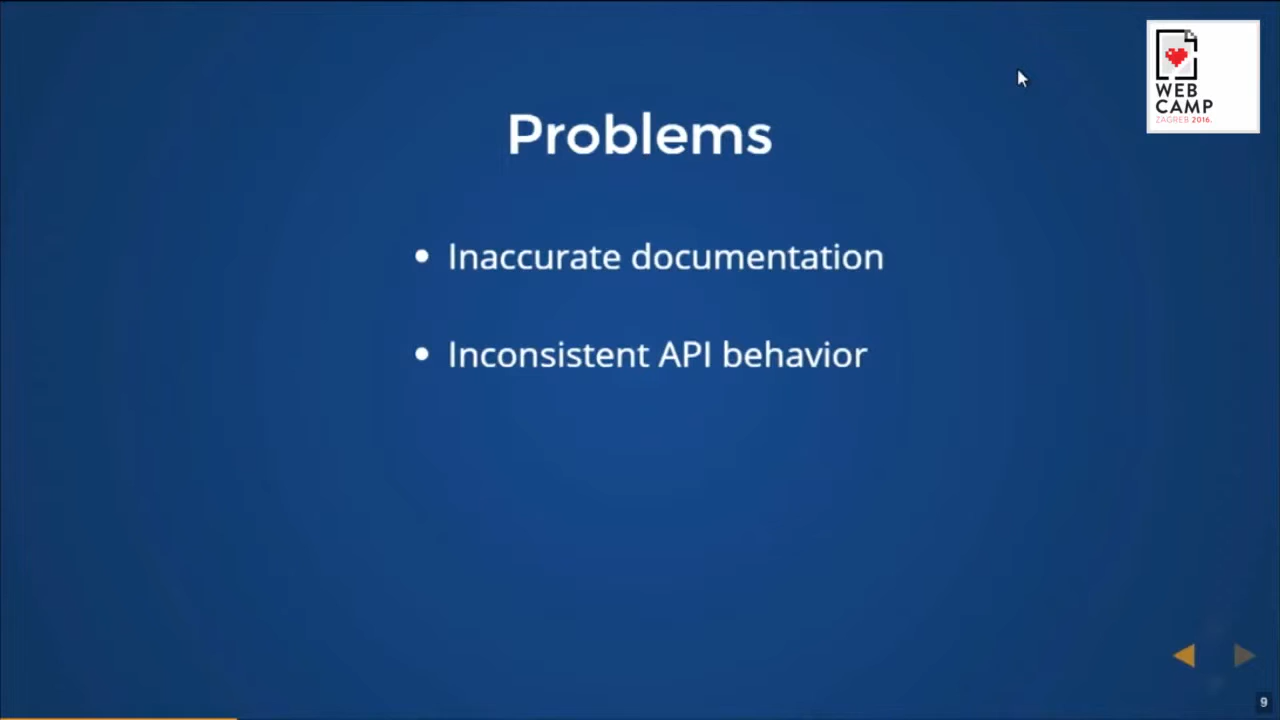 WEB
CAMP
ZAGREB 2016.
Problems
Inaccurate documentation
Inconsistent API behavior
9